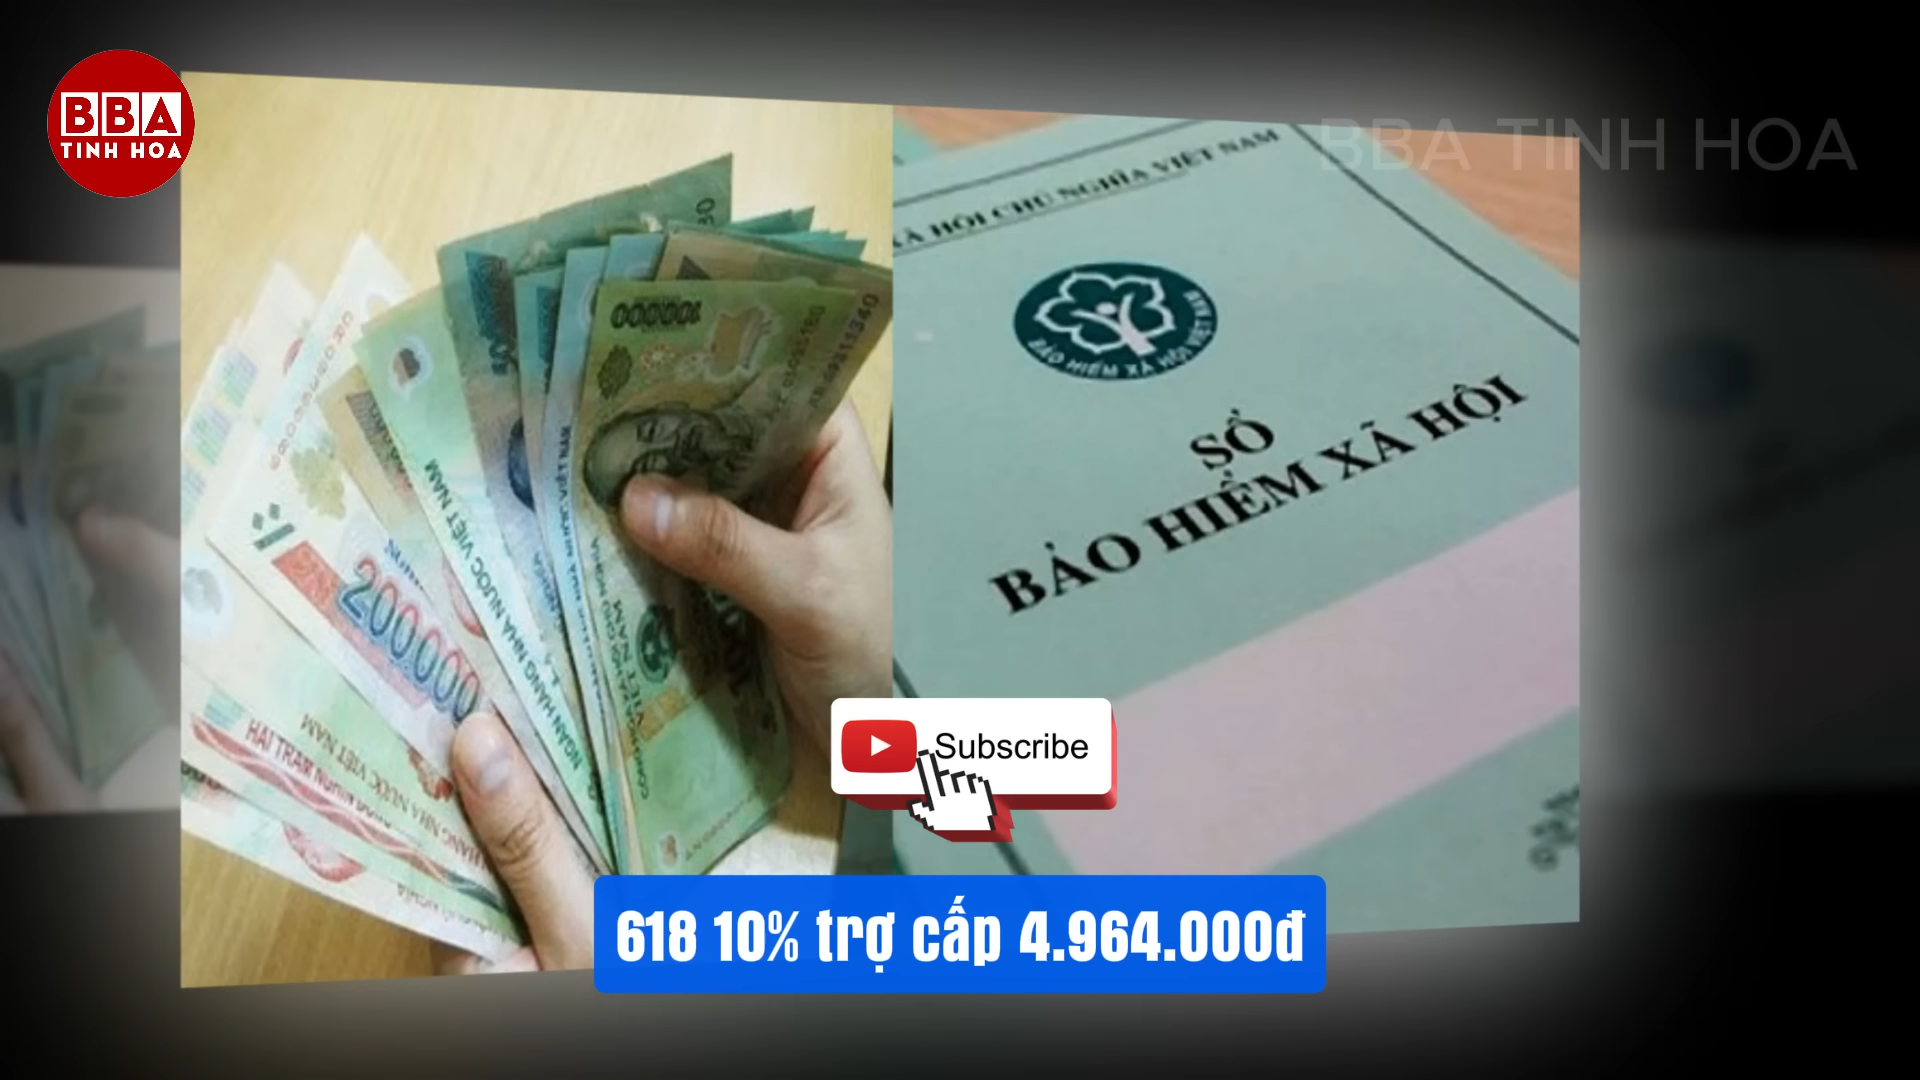 BBA
TINH HOA
BBA TINH HOA
XÃ HỘI CHỦ NGHĨA VIỆT NAM
BẢO HIỂM XÃ HỘI VIỆT NAM
SỔ
BẢO HIỂM XÃ HỘI
100000
200.000
NGÂN HÀNG NHÀ NƯỚC VIỆT NAM
HAI TRĂM NGHÌN ĐỒNG
Subscribe
618 10% trợ cấp 4.964.000đ